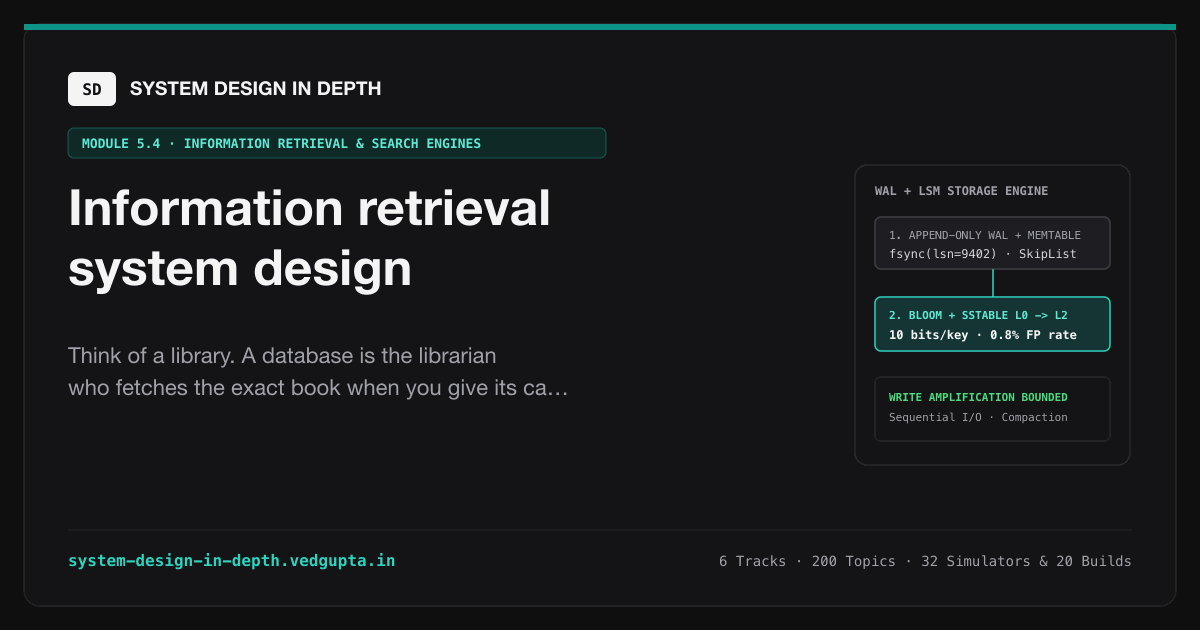 SD SYSTEM DESIGN IN DEPTH
MODULE 5.4 · INFORMATION RETRIEVAL & SEARCH ENGINES
Information retrieval
system design
Think of a library. A database is the librarian
who fetches the exact book when you give its ca...
WAL + LSM STORAGE ENGINE
1. APPEND-ONLY WAL + MEMTABLE
fsync(lsn=9402) · SkipList
2. BLOOM + SSTABLE L0 -> L2
10 bits/key · 0.8% FP rate
WRITE AMPLIFICATION BOUNDED
Sequential I/O · Compaction
system-design-in-depth.vedgupta.in
6 Tracks · 200 Topics · 32 Simulators & 20 Builds